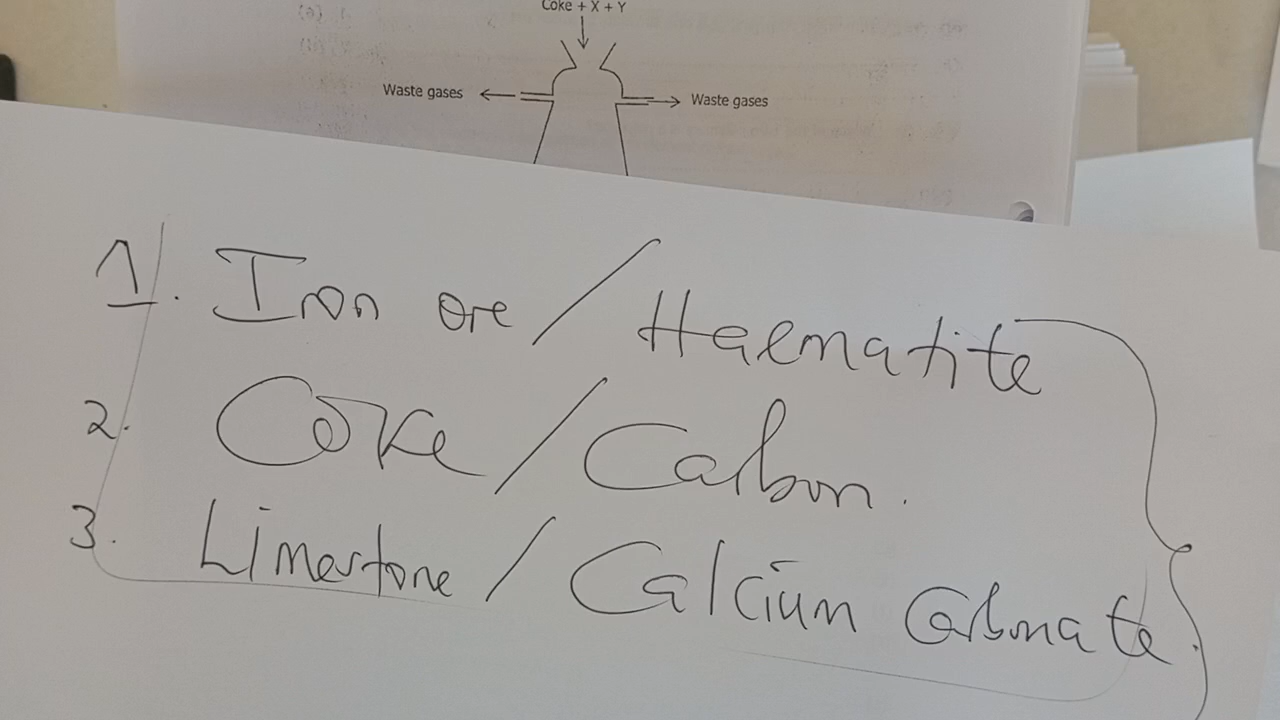 Coke + X + Y
Waste gases
Waste gases
1. Iron ore / Haematite
2. Coke / Carbon.
3. Limestone / Calcium Carbonate.